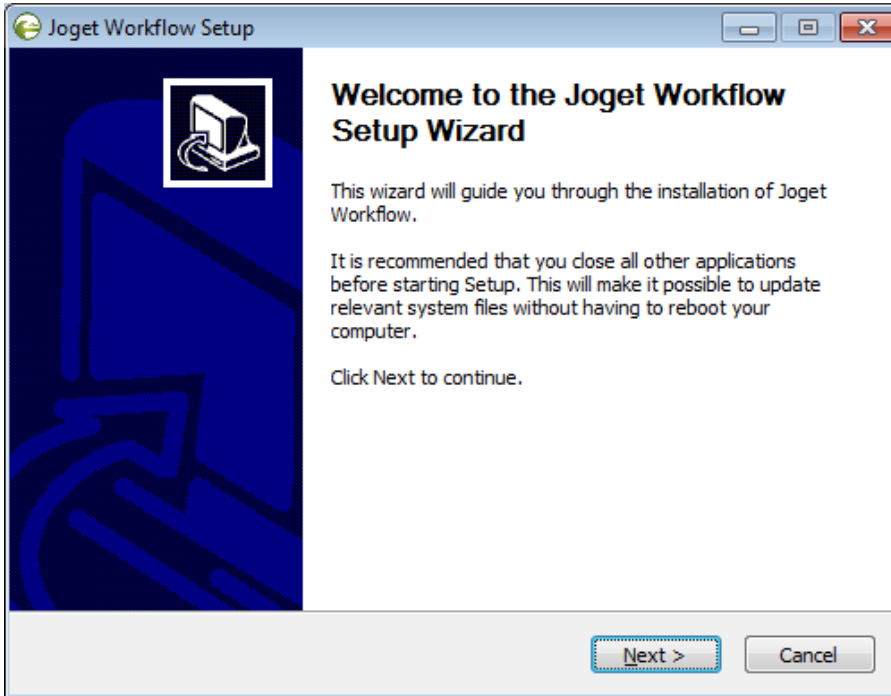 Joget Workflow Setup
Welcome to the Joget Workflow
Setup Wizard
This wizard will guide you through the installation of Joget
Workflow.
It is recommended that you close all other applications
before starting Setup. This will make it possible to update
relevant system files without having to reboot your
computer.
Click Next to continue.
Next >
Cancel